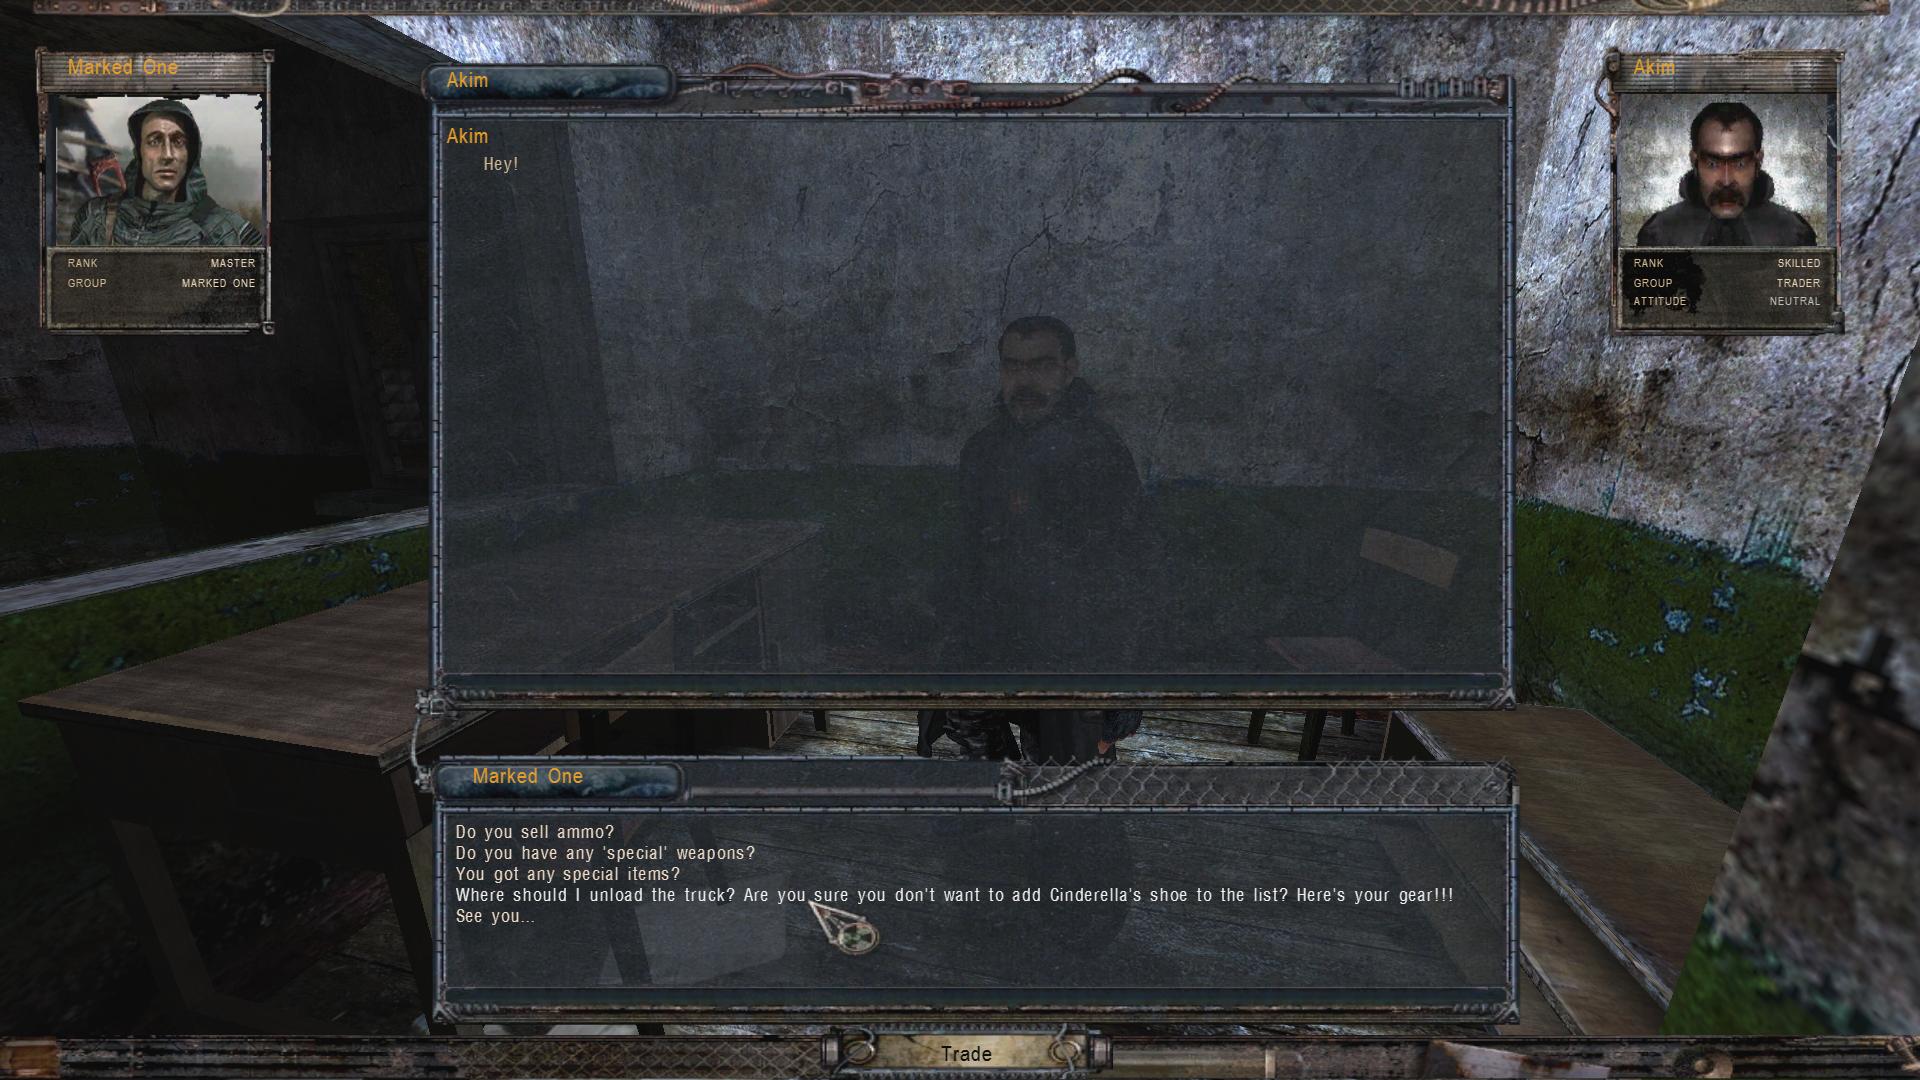 Marked One
RANK MASTER
GROUP MARKED ONE
Akim
Akim
Hey!
Akim
RANK SKILLED
GROUP TRADER
ATTITUDE NEUTRAL
Marked One
Do you sell ammo?
Do you have any 'special' weapons?
You got any special items?
Where should I unload the truck? Are you sure you don't want to add Cinderella's shoe to the list? Here's your gear!!!
See you...
Trade